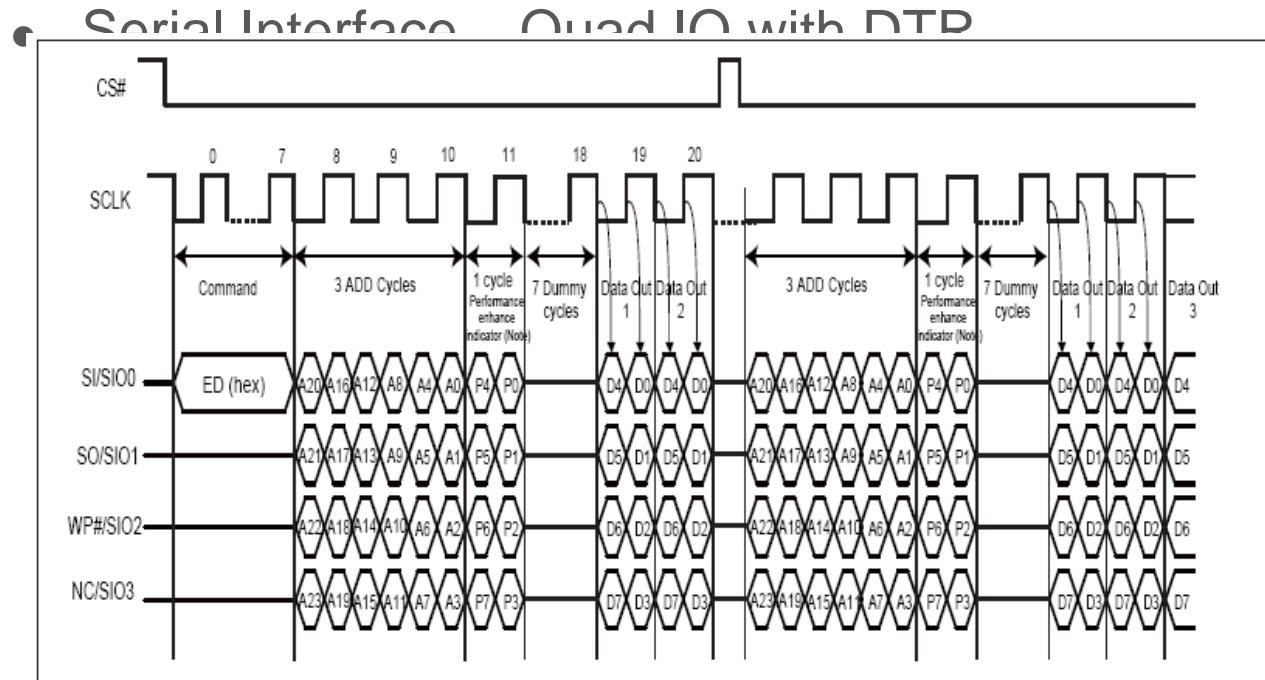 Serial Interface Quad IO with DTR
CS#
0 7 8 9 10 11 18 19 20
SCLK
Command
3 ADD Cycles
1 cycle
Performance
enhance
indicator (Note)
7 Dummy
cycles
Data Out
1
Data Out
2
3 ADD Cycles
1 cycle
Performance
enhance
indicator (Note)
7 Dummy
cycles
Data Out
1
Data Out
2
Data Out
3
SI/SIO0 ED (hex) A20 A16 A12 A8 A4 A0 P4 P0 D4 D0 D4 D0 A20 A16 A12 A8 A4 A0 P4 P0 D4 D0 D4 D0 D4
SO/SIO1 A21 A17 A13 A9 A5 A1 P5 P1 D5 D1 D5 D1 A21 A17 A13 A9 A5 A1 P5 P1 D5 D1 D5 D1 D5
WP#/SIO2 A22 A18 A14 A10 A6 A2 P6 P2 D6 D2 D6 D2 A22 A18 A14 A10 A6 A2 P6 P2 D6 D2 D6 D2 D6
NC/SIO3 A23 A19 A15 A11 A7 A3 P7 P3 D7 D3 D7 D3 A23 A19 A15 A11 A7 A3 P7 P3 D7 D3 D7 D3 D7